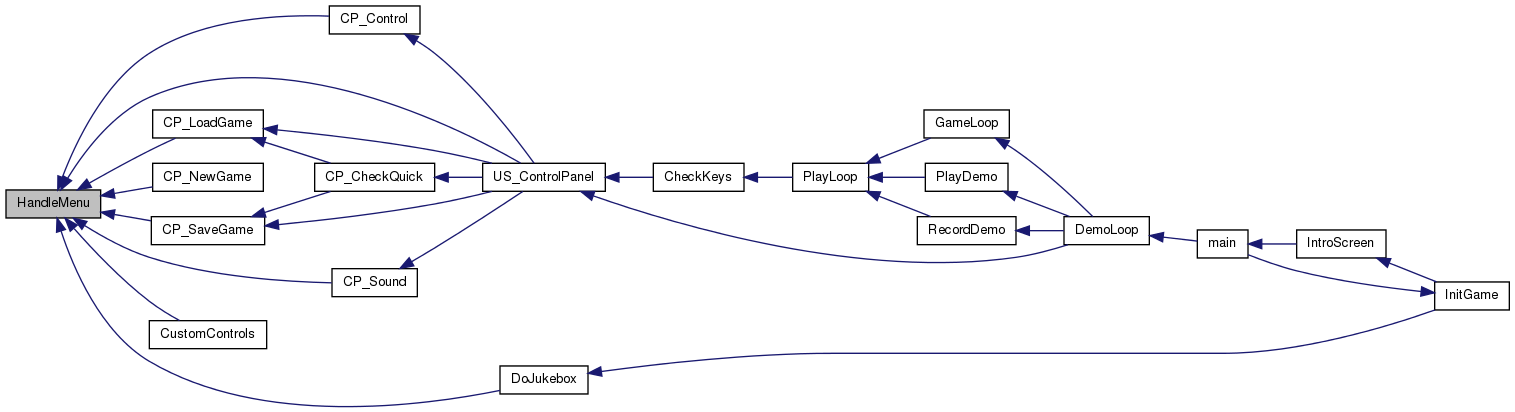 CP_Control
CP_LoadGame
GameLoop
CP_NewGame
CP_CheckQuick
US_ControlPanel
CheckKeys
PlayLoop
PlayDemo
HandleMenu
CP_SaveGame
RecordDemo
DemoLoop
main
IntroScreen
CP_Sound
InitGame
CustomControls
DoJukebox